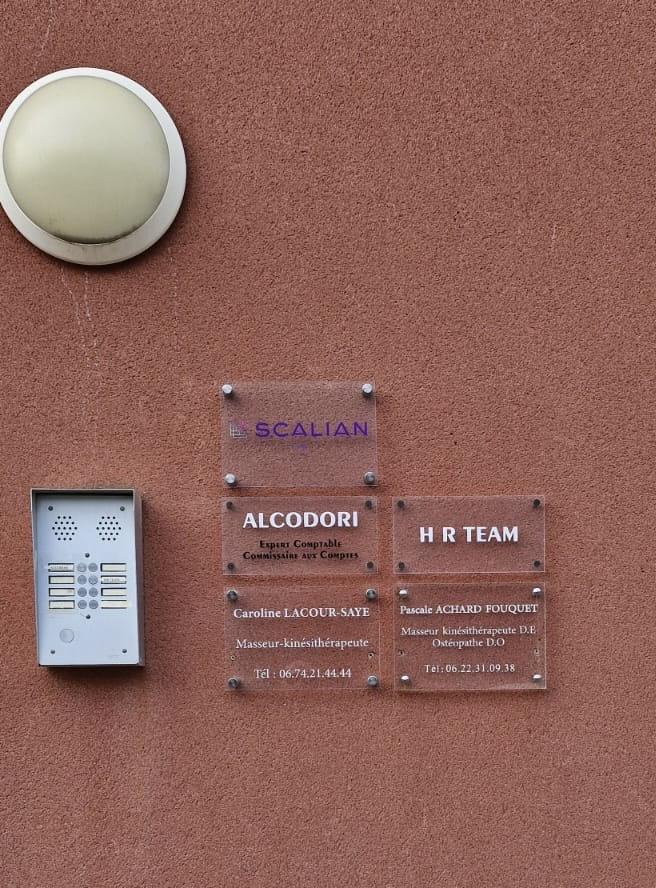 SCALIAN
ALCODORI
Expert Comptable
Commissaire aux Comptes
H R TEAM
Caroline LACOUR-SAYE
Masseur-kinésithérapeute
Tél : 06.74.21.44.44
Pascale ACHARD FOUQUET
Masseur kinésithérapeute D.E
Ostéopathe D.O
Tél: 06.22.31.09.38